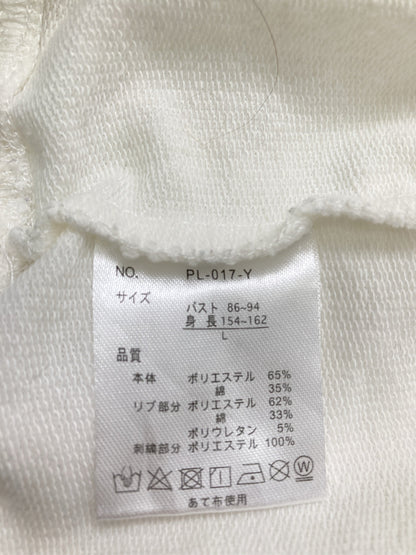 NO. PL-017-Y
サイズ
バスト 86~94
身 長 154~162
L
品質
本体 ポリエステル 65%
綿 35%
リブ部分 ポリエステル 62%
綿 33%
ポリウレタン 5%
刺繍部分 ポリエステル 100%
W
あて布使用